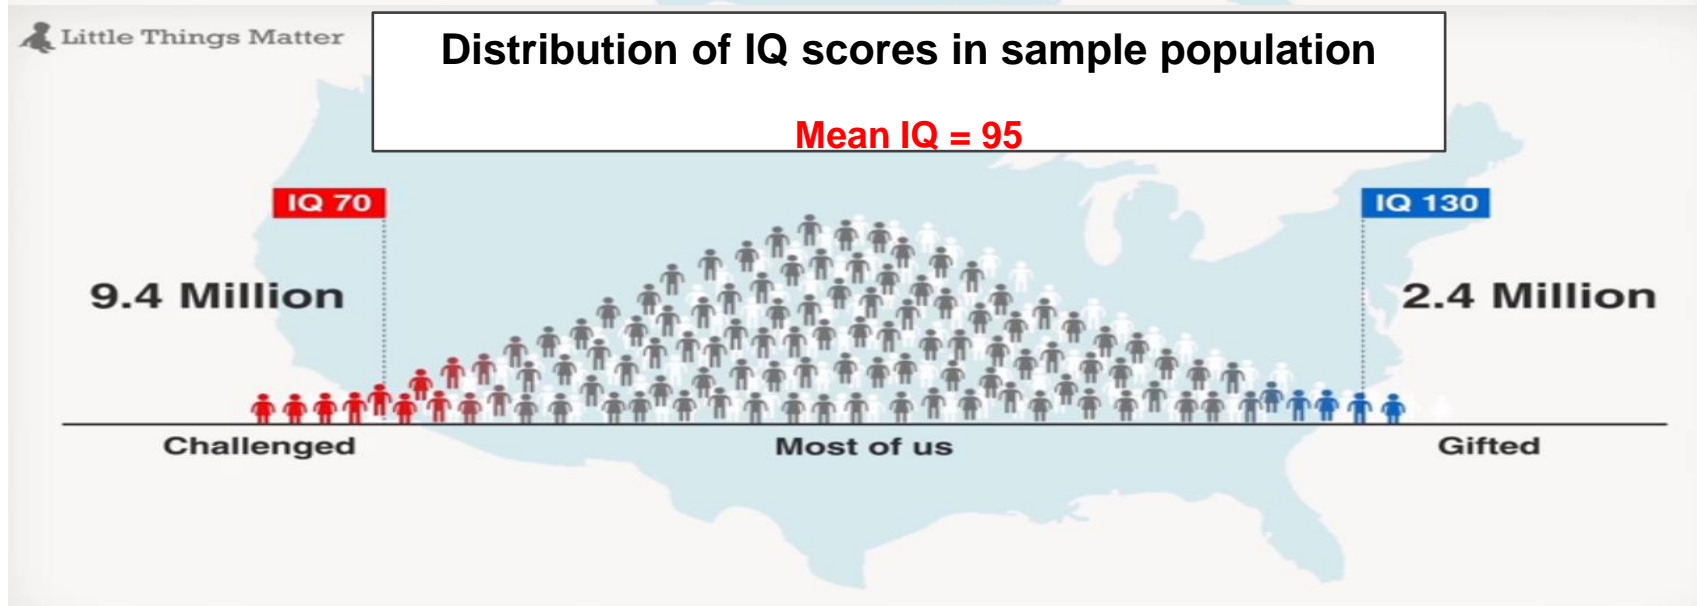 Little Things Matter
Distribution of IQ scores in sample population
Mean IQ = 95
IQ 70
IQ 130
9.4 Million
2.4 Million
Challenged
Most of us
Gifted